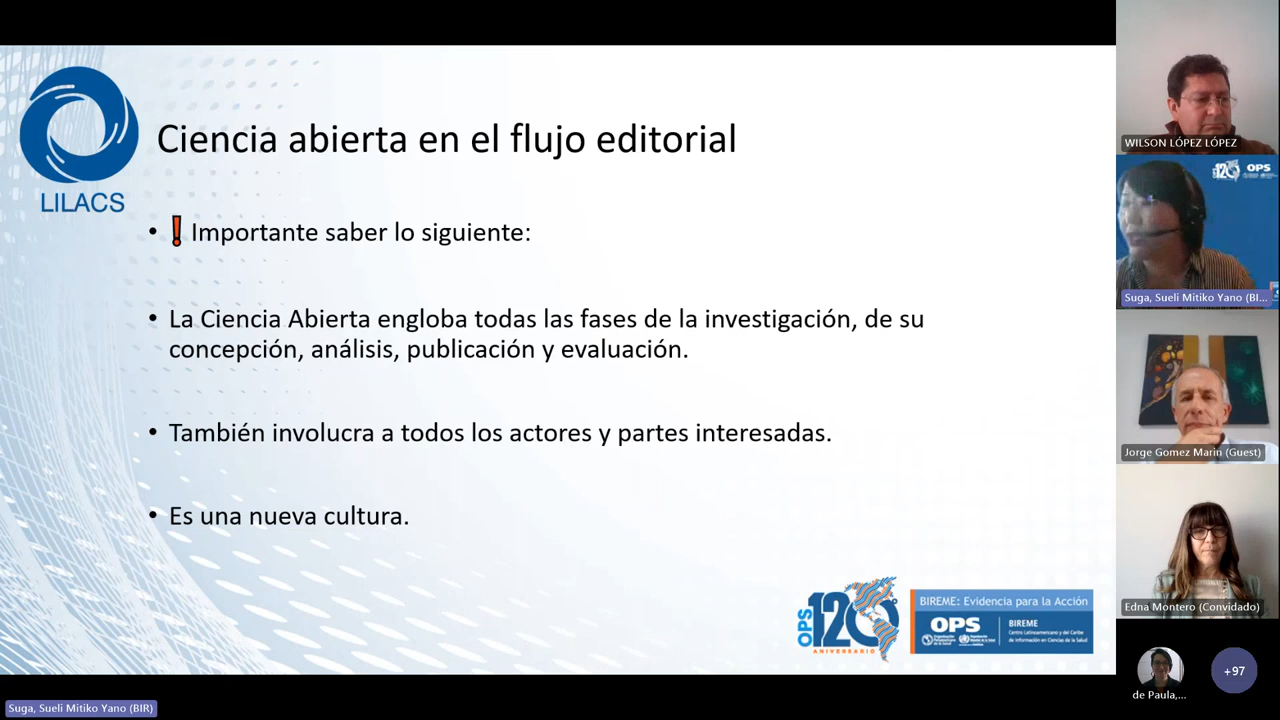 LILACS
Ciencia abierta en el flujo editorial
• ❗Importante saber lo siguiente:
• La Ciencia Abierta engloba todas las fases de la investigación, de su
concepción, análisis, publicación y evaluación.
• También involucra a todos los actores y partes interesadas.
• Es una nueva cultura.
OPS
120
ANIVERSARIO
BIREME: Evidencia para la Acción
OPS
BIREME
Centro Latinoamericano y del Caribe
de Información en Ciencias de la Salud
Suga, Sueli Mitiko Yano (BIR)
WILSON LÓPEZ LÓPEZ
120 OPS
Suga, Sueli Mitiko Yano (BI...
Jorge Gomez Marin (Guest)
Edna Montero (Convidado)
de Paula,...
+97